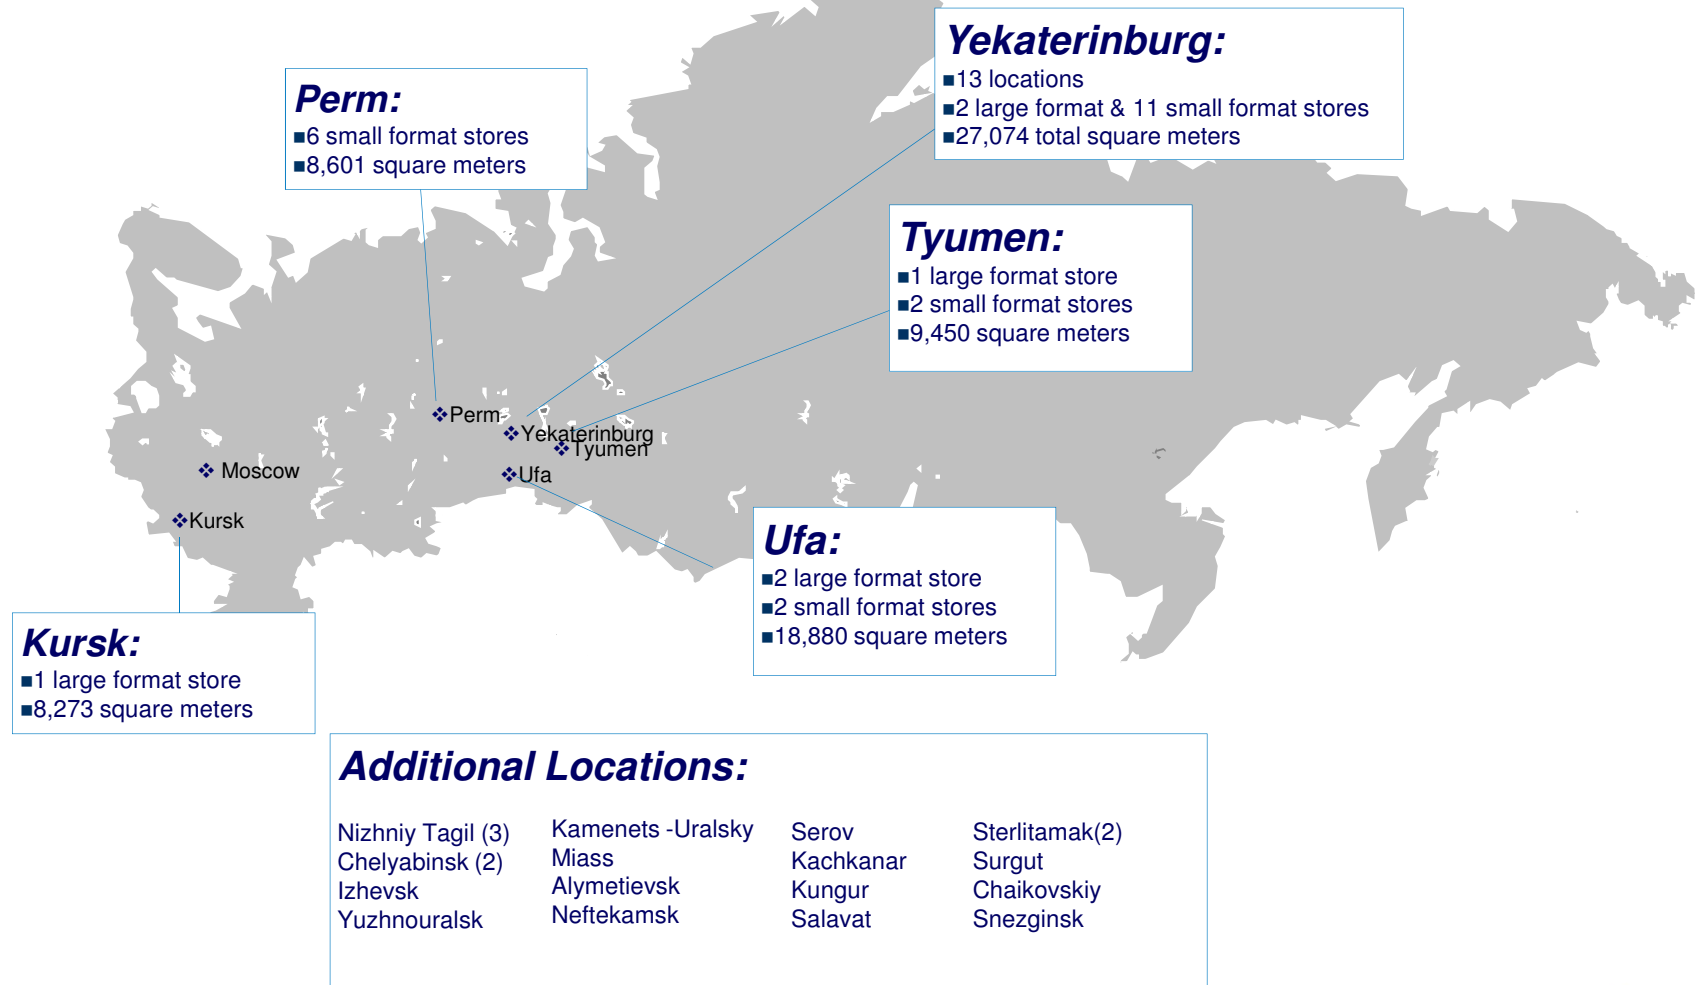 Yekaterinburg:
■13 locations
■2 large format & 11 small format stores
■27,074 total square meters
Perm:
■6 small format stores
■8,601 square meters
Tyumen:
■1 large format store
■2 small format stores
■9,450 square meters
❖Perm
❖Yekaterinburg
❖Tyumen
❖ Moscow
❖Ufa
❖Kursk
Ufa:
■2 large format store
■2 small format stores
■18,880 square meters
Kursk:
■1 large format store
■8,273 square meters
Additional Locations:
Nizhniy Tagil (3)
Chelyabinsk (2)
Izhevsk
Yuzhnouralsk
Kamenets -Uralsky
Miass
Alymetievsk
Neftekamsk
Serov
Kachkanar
Kungur
Salavat
Sterlitamak(2)
Surgut
Chaikovskiy
Snezginsk